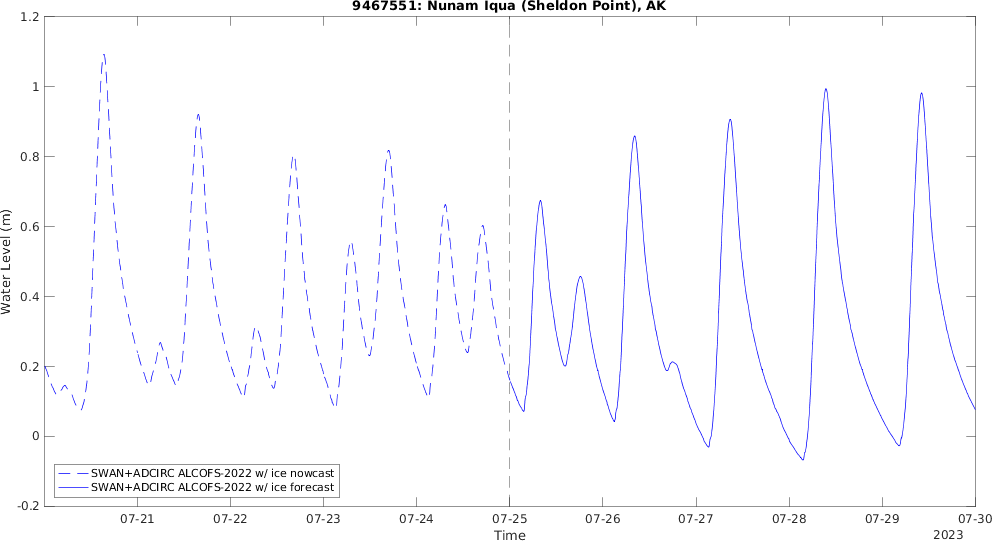 9467551: Nunam Iqua (Sheldon Point), AK
1.2
1
0.8
0.6
0.4
0.2
0
-0.2
Water Level (m)
SWAN+ADCIRC ALCOFS-2022 w/ ice nowcast
SWAN+ADCIRC ALCOFS-2022 w/ ice forecast
07-21 07-22 07-23 07-24 07-25 07-26 07-27 07-28 07-29 07-30
Time
2023